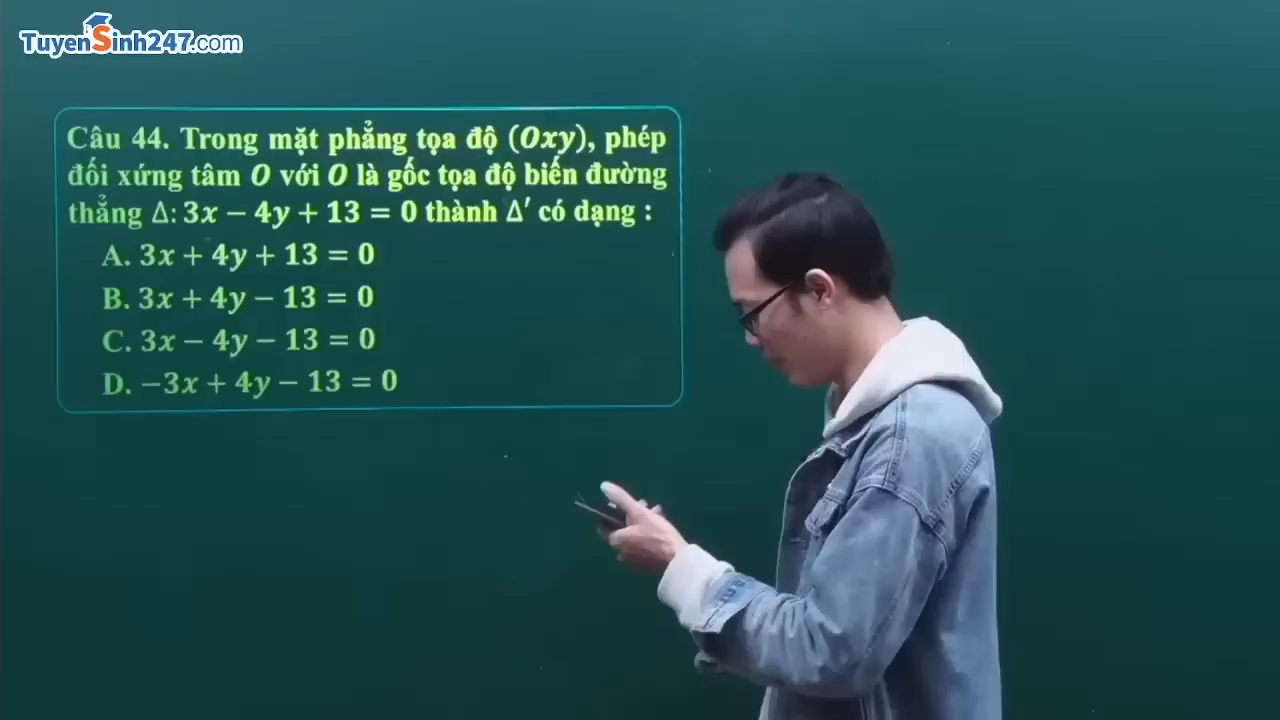 TuyenSinh247.com
Câu 44. Trong mặt phẳng tọa độ (Oxy), phép
đối xứng tâm O với O là gốc tọa độ biến đường
thẳng Δ: 3x − 4y + 13 = 0 thành Δ′ có dạng :
A. 3x + 4y + 13 = 0
B. 3x + 4y − 13 = 0
C. 3x − 4y − 13 = 0
D. −3x + 4y − 13 = 0